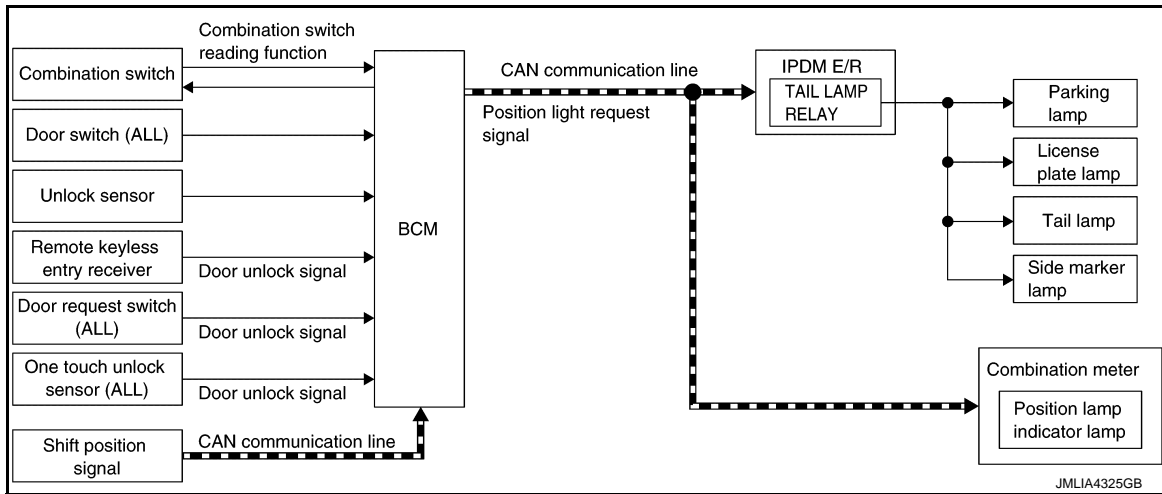 Combination switch
reading function
Combination switch
Door switch (ALL)
Unlock sensor
Remote keyless
entry receiver
Door unlock signal
Door request switch
(ALL)
Door unlock signal
One touch unlock
sensor (ALL)
Door unlock signal
Shift position
signal
CAN communication line
BCM
CAN communication line
Position light request
signal
IPDM E/R
TAIL LAMP
RELAY
Parking
lamp
License
plate lamp
Tail lamp
Side marker
lamp
Combination meter
Position lamp
indicator lamp
JMLIA4325GB